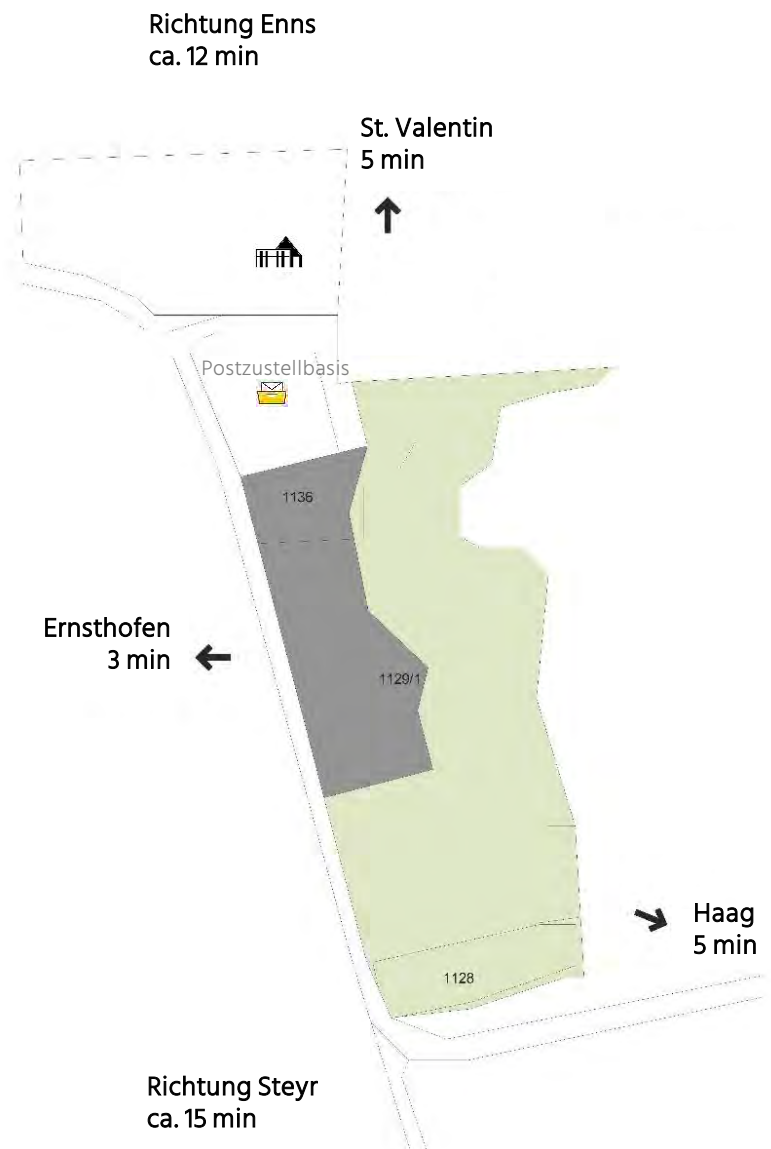 Richtung Enns
ca. 12 min
St. Valentin
5 min
Postzustellbasis
1136
Ernsthofen
3 min
1129/1
Haag
5 min
1128
Richtung Steyr
ca. 15 min